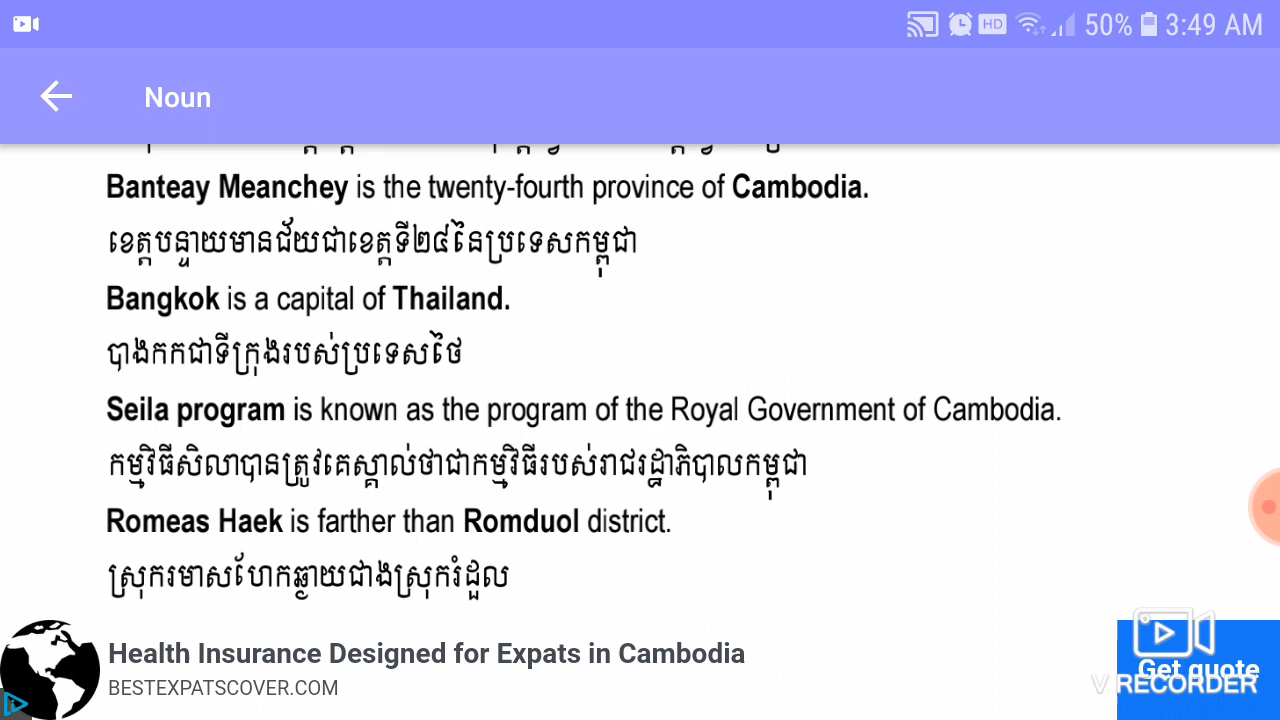 50% 3:49 AM
Noun
Banteay Meanchey is the twenty-fourth province of Cambodia.
ខេត្តបន្ទាយមានជ័យជាខេត្តទី២៤នៃប្រទេសកម្ពុជា
Bangkok is a capital of Thailand.
បាងកកជាទីក្រុងរបស់ប្រទេសថៃ
Seila program is known as the program of the Royal Government of Cambodia.
កម្មវិធីសិលាបានត្រូវគេស្គាល់ថាជាកម្មវិធីរបស់រាជរដ្ឋាភិបាលកម្ពុជា
Romeas Haek is farther than Romduol district.
ស្រុករមាសហែកឆ្ងាយជាងស្រុករំដួល
Health Insurance Designed for Expats in Cambodia
BESTEXPATSCOVER.COM
Get quote
V RECORDER